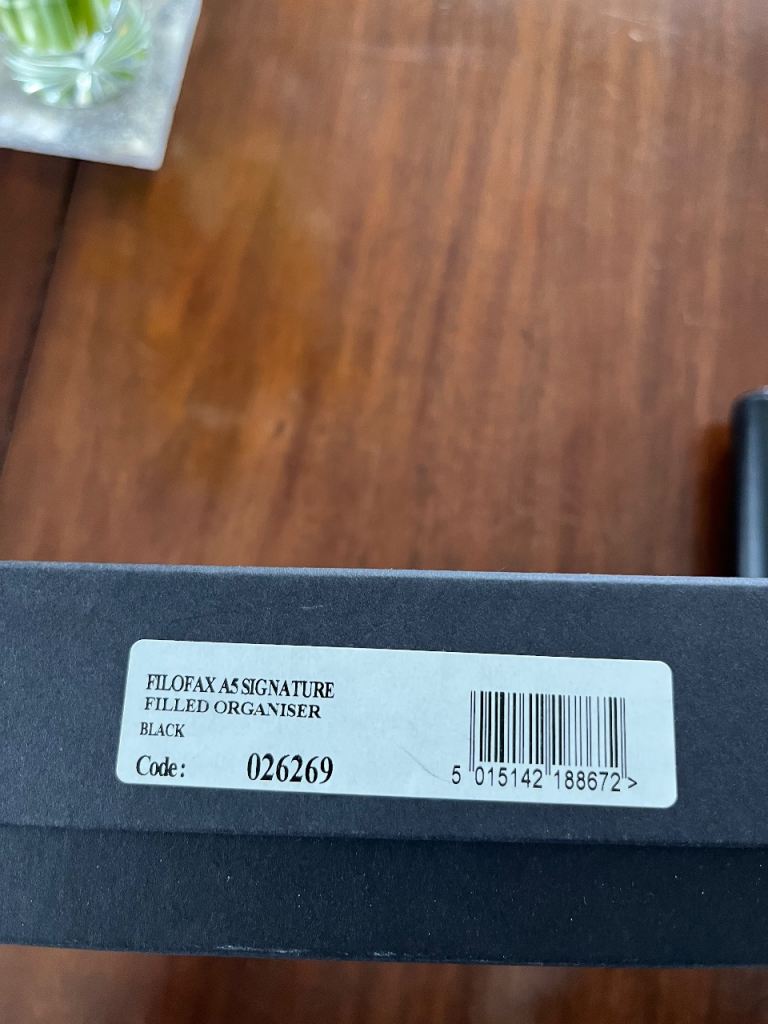 FILOFAX A5 SIGNATURE
FILLED ORGANISER
BLACK
Code: 026269
5 015142 188672 >